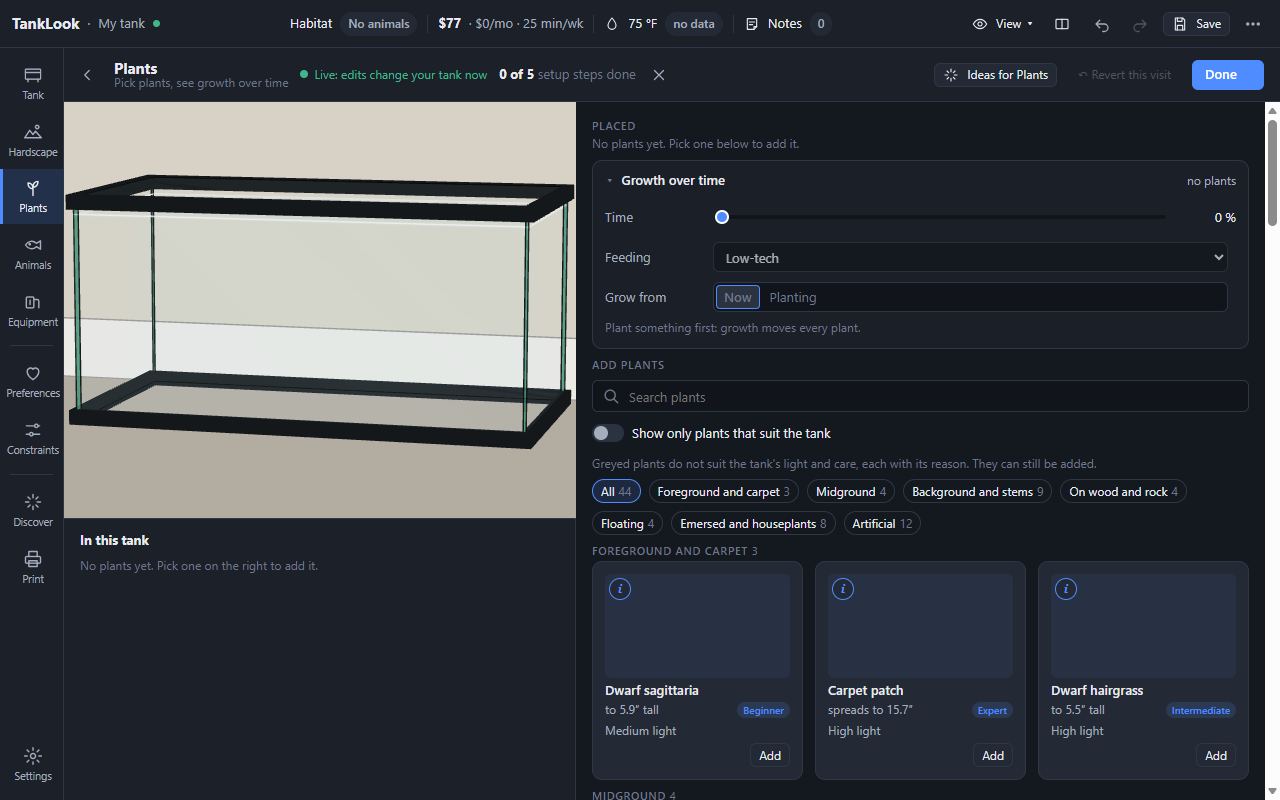 TankLook · My tank
Habitat No animals $77 · $0/mo · 25 min/wk 75 °F no data Notes 0
View Save
Plants
Pick plants, see growth over time
Live: edits change your tank now 0 of 5 setup steps done
Ideas for Plants Revert this visit Done
Tank
Hardscape
Plants
Animals
Equipment
Preferences
Constraints
Discover
Print
Settings
In this tank
No plants yet. Pick one on the right to add it.
PLACED
No plants yet. Pick one below to add it.
Growth over time no plants
Time 0 %
Feeding Low-tech
Grow from Now Planting
Plant something first: growth moves every plant.
ADD PLANTS
Search plants
Show only plants that suit the tank
Greyed plants do not suit the tank's light and care, each with its reason. They can still be added.
All 44 Foreground and carpet 3 Midground 4 Background and stems 9 On wood and rock 4
Floating 4 Emersed and houseplants 8 Artificial 12
FOREGROUND AND CARPET 3
i
Dwarf sagittaria
to 5.9″ tall Beginner
Medium light
Add
i
Carpet patch
spreads to 15.7″ Expert
High light
Add
i
Dwarf hairgrass
to 5.5″ tall Intermediate
High light
Add
MIDGROUND 4